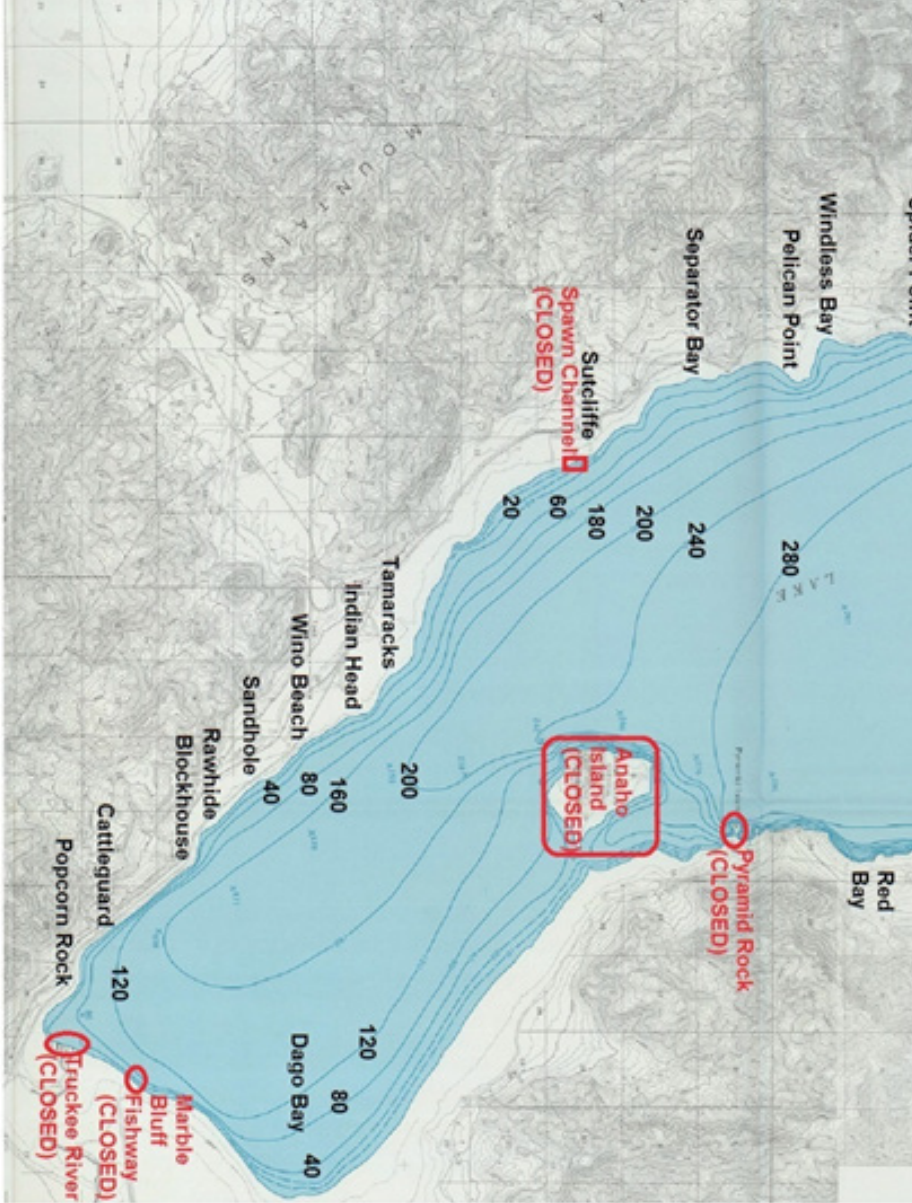 Red
Bay
Windless Bay
Pelican Point
LAKE
280
Pyramid Rock
(CLOSED)
Separator Bay
240
200
Anaho
Island
(CLOSED)
Sutcliffe
Spawn Channel
(CLOSED)
180
60
20
MOUNTAINS
200
Tamaracks
Indian Head
160
120
80
40
Wino Beach
80
Dago Bay
Sandhole
40
Rawhide
Blockhouse
Marble
Bluff
Fishway
(CLOSED)
Cattleguard
120
Popcorn Rock
Truckee River
(CLOSED)